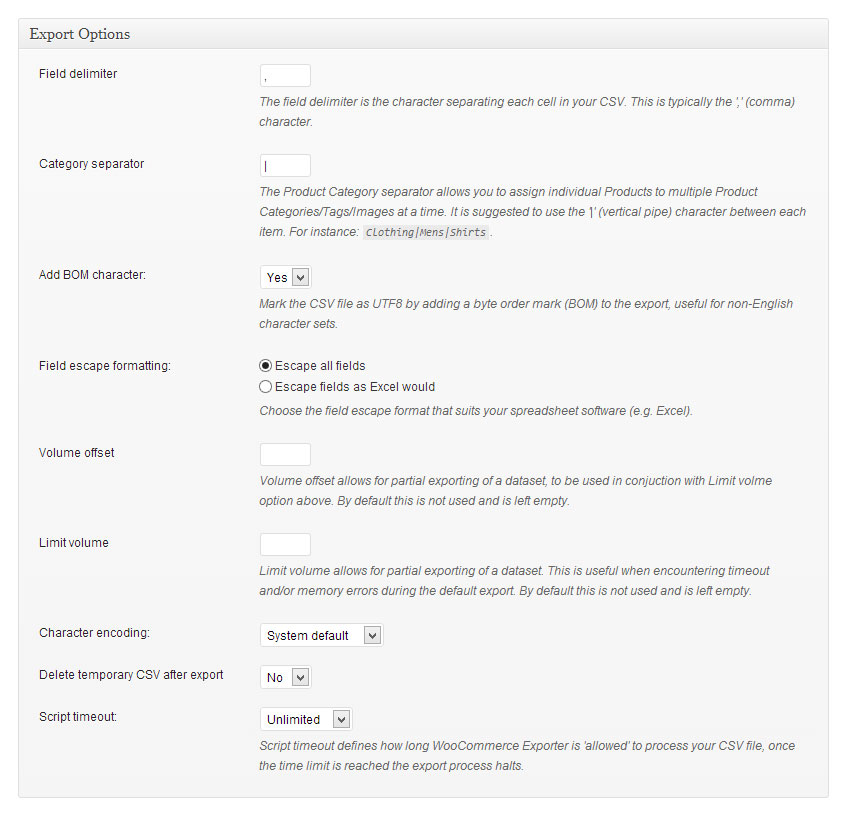 Export Options
Field delimiter
,
The field delimiter is the character separating each cell in your CSV. This is typically the ',' (comma)
character.
Category separator
|
The Product Category separator allows you to assign individual Products to multiple Product
Categories/Tags/Images at a time. It is suggested to use the '|' (vertical pipe) character between each
item. For instance: Clothing|Mens|Shirts .
Add BOM character:
Yes
Mark the CSV file as UTF8 by adding a byte order mark (BOM) to the export, useful for non-English
character sets.
Field escape formatting:
Escape all fields
Escape fields as Excel would
Choose the field escape format that suits your spreadsheet software (e.g. Excel).
Volume offset
Volume offset allows for partial exporting of a dataset, to be used in conjuction with Limit volme
option above. By default this is not used and is left empty.
Limit volume
Limit volume allows for partial exporting of a dataset. This is useful when encountering timeout
and/or memory errors during the default export. By default this is not used and is left empty.
Character encoding:
System default
Delete temporary CSV after export
No
Script timeout:
Unlimited
Script timeout defines how long WooCommerce Exporter is 'allowed' to process your CSV file, once
the time limit is reached the export process halts.